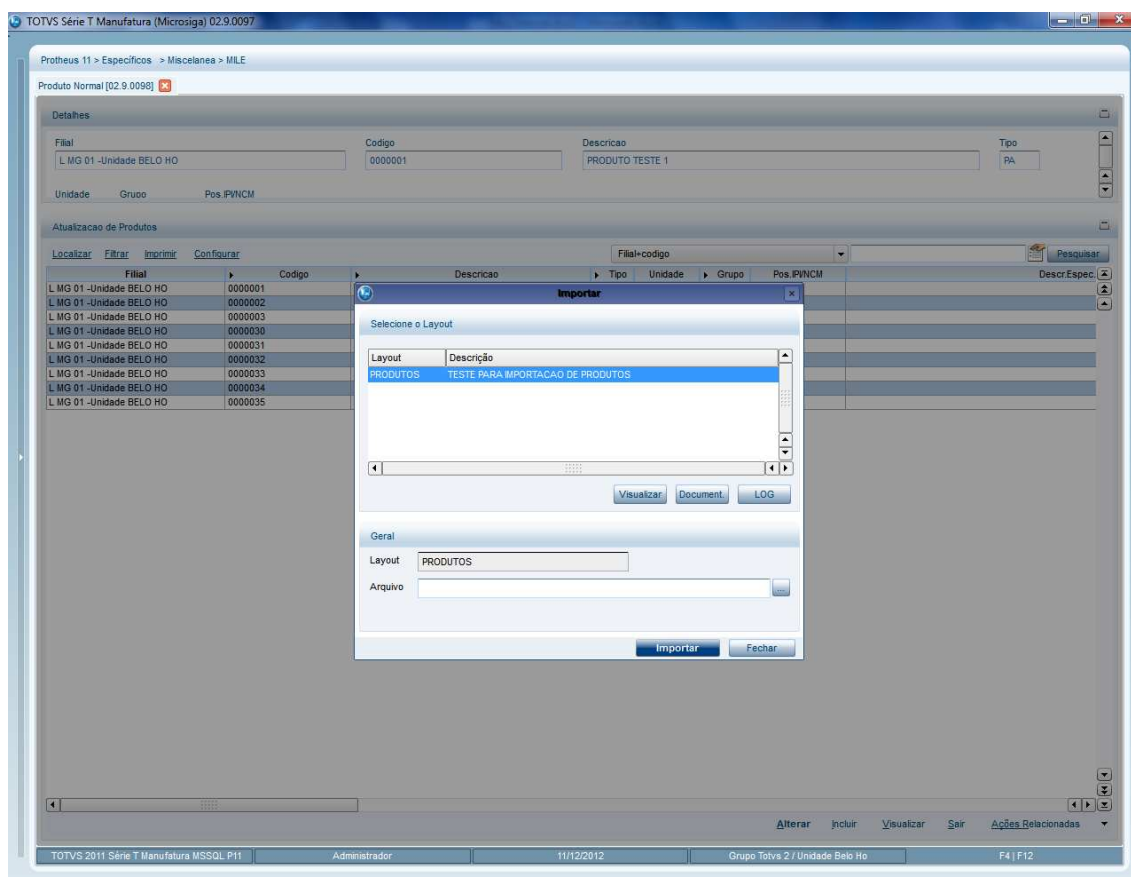 TOTVS Série T Manufatura (Microsiga) 02.9.0097
Protheus 11 > Específicos > Miscelanea > MILE
Produto Normal [02.9.0098]
Detalhes
Filial Codigo Descricao Tipo
L MG 01 -Unidade BELO HO 0000001 PRODUTO TESTE 1 PA
Unidade Grupo Pos.IPI/NCM
Atualizacao de Produtos
Localizar Filtrar Imprimir Configurar Filial+codigo Pesquisar
Filial Codigo Descricao Tipo Unidade Grupo Pos.IPI/NCM Descr.Espec.
L MG 01 -Unidade BELO HO 0000001
L MG 01 -Unidade BELO HO 0000002
L MG 01 -Unidade BELO HO 0000003
L MG 01 -Unidade BELO HO 0000030
L MG 01 -Unidade BELO HO 0000031
L MG 01 -Unidade BELO HO 0000032
L MG 01 -Unidade BELO HO 0000033
L MG 01 -Unidade BELO HO 0000034
L MG 01 -Unidade BELO HO 0000035
Importar
Selecione o Layout
Layout Descrição
PRODUTOS TESTE PARA IMPORTACAO DE PRODUTOS
Visualizar Document. LOG
Geral
Layout PRODUTOS
Arquivo ...
Importar Fechar
Alterar Incluir Visualizar Sair Ações Relacionadas
TOTVS 2011 Série T Manufatura MSSQL P11 Administrador 11/12/2012 Grupo Totvs 2 / Unidade Belo Ho F4 | F12